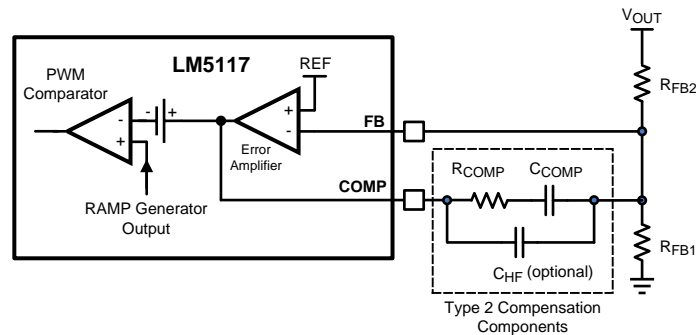 V_OUT
LM5117
REF
PWM
Comparator
R_FB2
-
+
+
-
FB
-
+
Error
Amplifier
R_COMP
C_COMP
COMP
RAMP Generator
Output
R_FB1
C_HF (optional)
Type 2 Compensation
Components